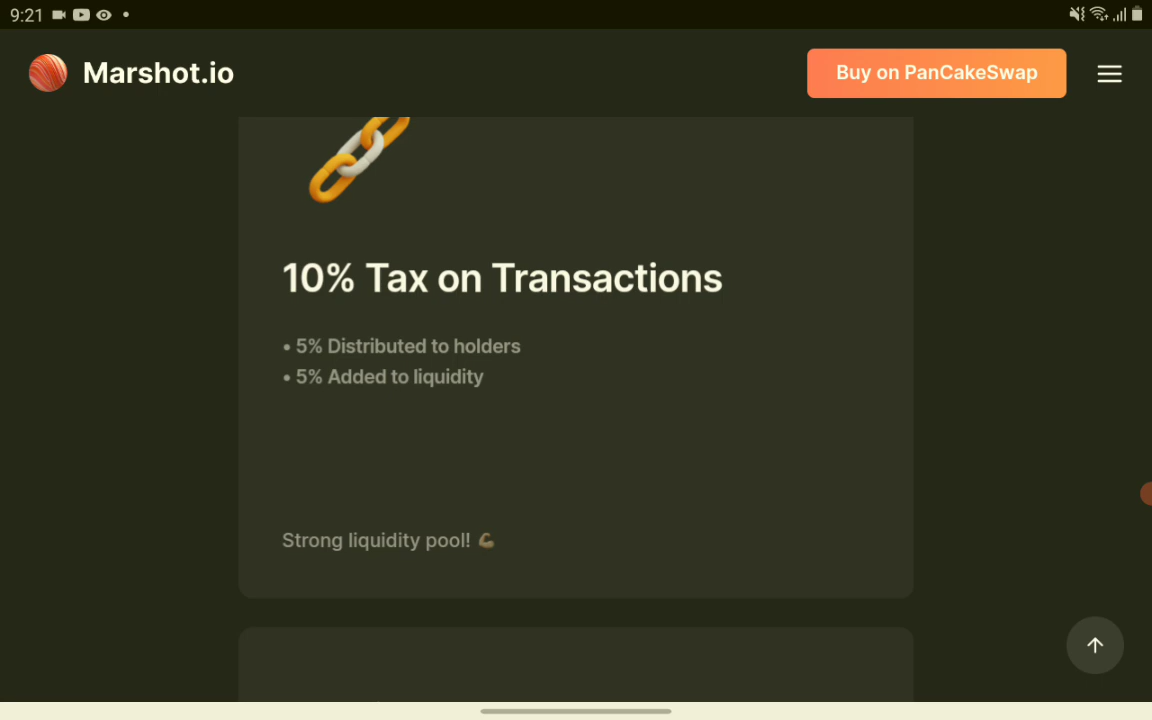 9:21
Marshot.io
Buy on PanCakeSwap
10% Tax on Transactions
• 5% Distributed to holders
• 5% Added to liquidity
Strong liquidity pool! 💪